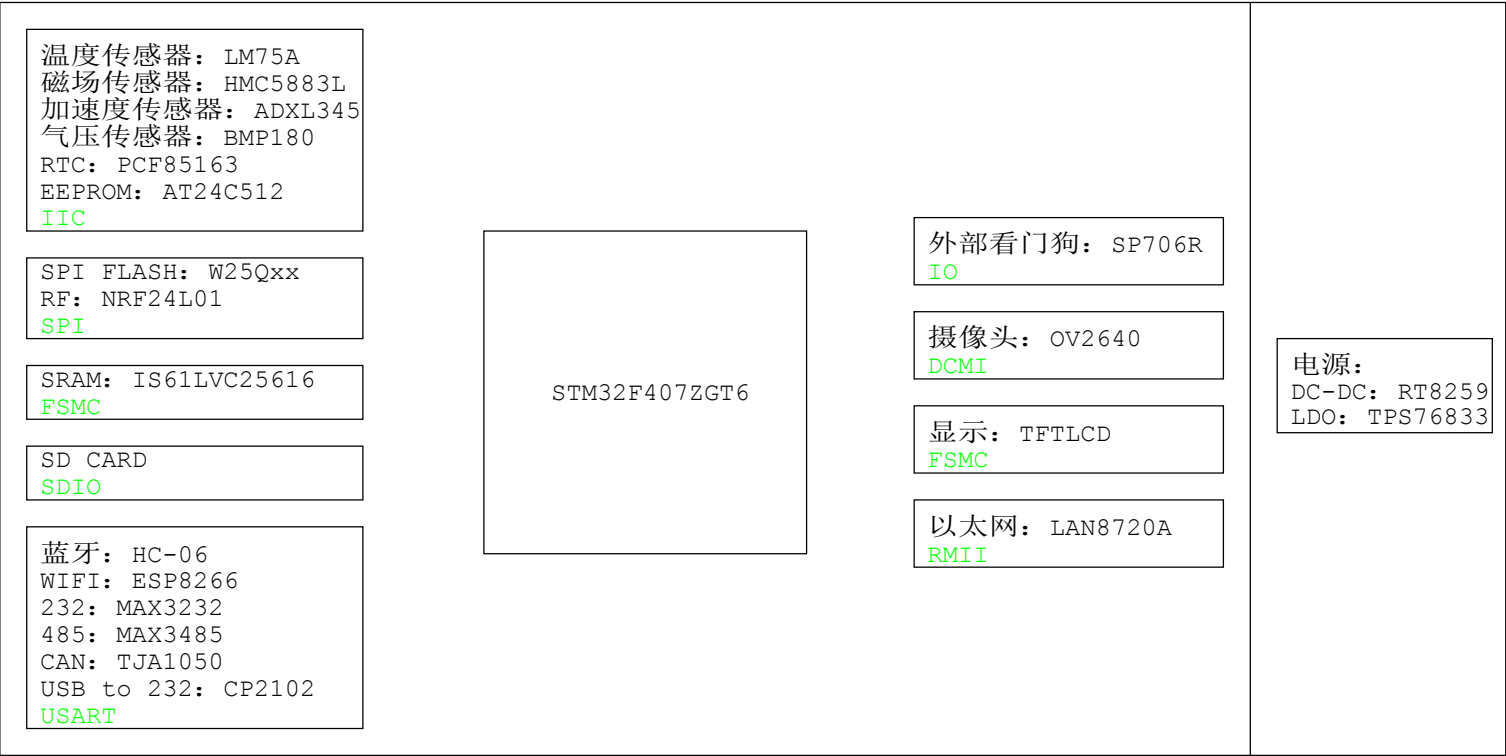 温度传感器：LM75A
磁场传感器：HMC5883L
加速度传感器：ADXL345
气压传感器：BMP180
RTC：PCF85163
EEPROM：AT24C512
IIC
SPI FLASH：W25Qxx
RF：NRF24L01
SPI
SRAM：IS61LVC25616
FSMC
SD CARD
SDIO
蓝牙：HC-06
WIFI：ESP8266
232：MAX3232
485：MAX3485
CAN：TJA1050
USB to 232：CP2102
USART
STM32F407ZGT6
外部看门狗：SP706R
IO
摄像头：OV2640
DCMI
显示：TFTLCD
FSMC
以太网：LAN8720A
RMII
电源：
DC-DC：RT8259
LDO：TPS76833